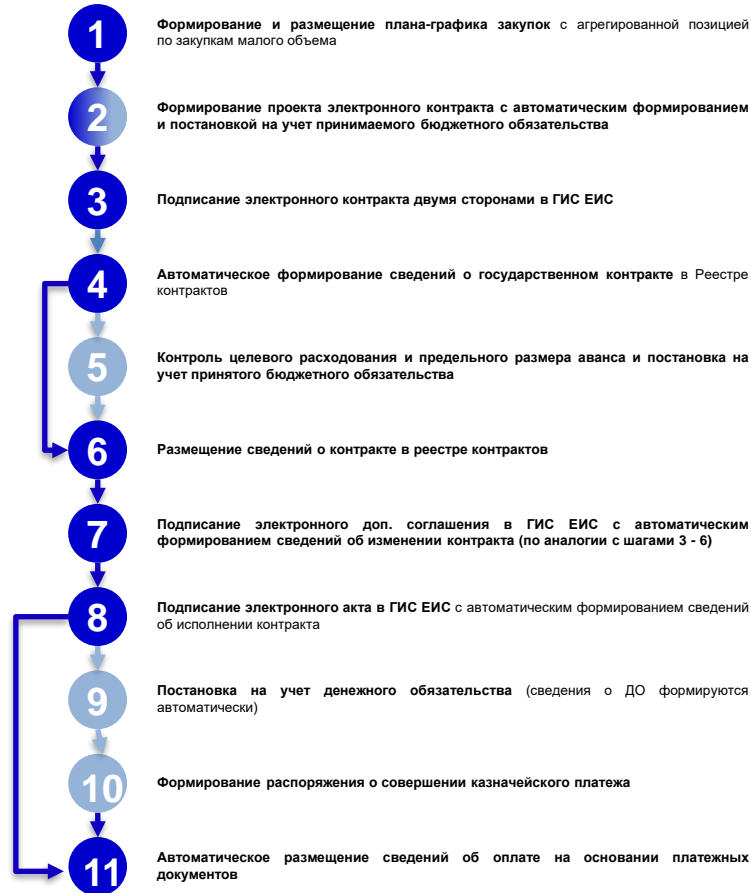 1
Формирование и размещение плана-графика закупок с агрегированной позицией
по закупкам малого объема
2
Формирование проекта электронного контракта с автоматическим формированием
и постановкой на учет принимаемого бюджетного обязательства
3
Подписание электронного контракта двумя сторонами в ГИС ЕИС
4
Автоматическое формирование сведений о государственном контракте в Реестре
контрактов
5
Контроль целевого расходования и предельного размера аванса и постановка на
учет принятого бюджетного обязательства
6
Размещение сведений о контракте в реестре контрактов
7
Подписание электронного доп. соглашения в ГИС ЕИС с автоматическим
формированием сведений об изменении контракта (по аналогии с шагами 3 - 6)
8
Подписание электронного акта в ГИС ЕИС с автоматическим формированием сведений
об исполнении контракта
9
Постановка на учет денежного обязательства (сведения о ДО формируются
автоматически)
10
Формирование распоряжения о совершении казначейского платежа
11
Автоматическое размещение сведений об оплате на основании платежных
документов